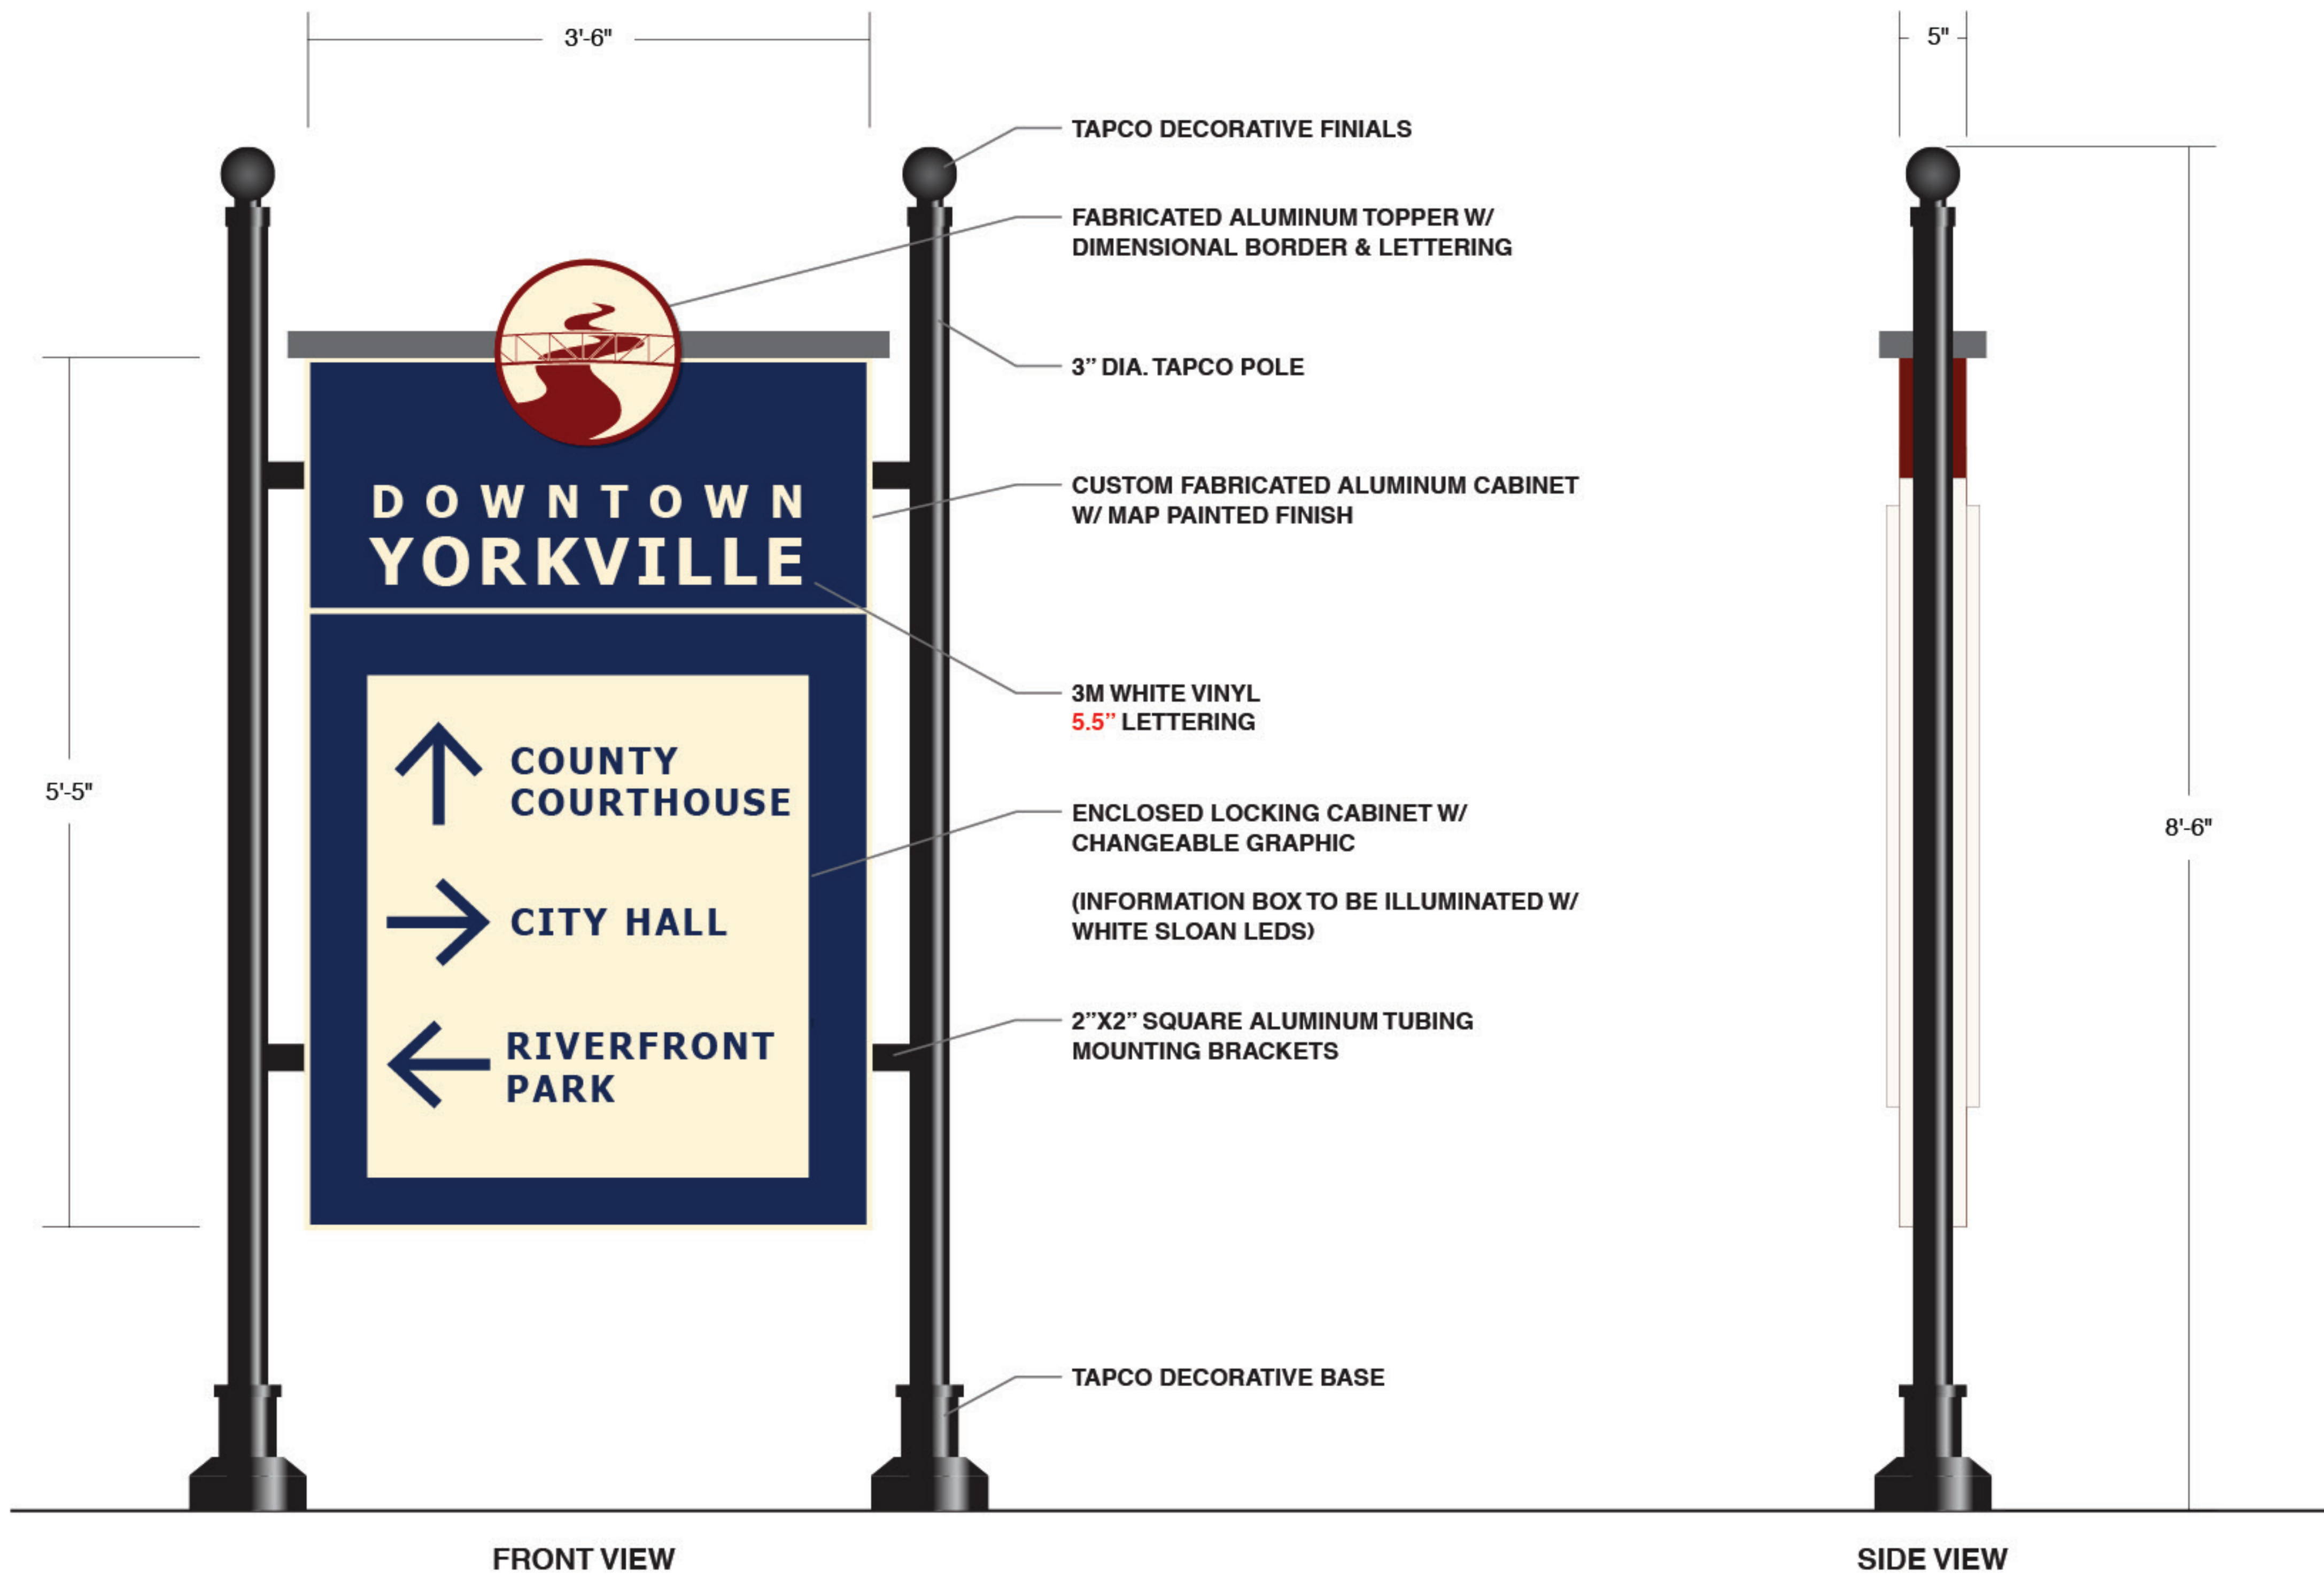 3'-6"
5"
TAPCO DECORATIVE FINIALS
FABRICATED ALUMINUM TOPPER W/
DIMENSIONAL BORDER & LETTERING
3” DIA. TAPCO POLE
CUSTOM FABRICATED ALUMINUM CABINET
W/ MAP PAINTED FINISH
DOWNTOWN
YORKVILLE
3M WHITE VINYL
5.5” LETTERING
COUNTY
COURTHOUSE
CITY HALL
RIVERFRONT
PARK
5'-5"
ENCLOSED LOCKING CABINET W/
CHANGEABLE GRAPHIC
(INFORMATION BOX TO BE ILLUMINATED W/
WHITE SLOAN LEDS)
8'-6"
2”X2” SQUARE ALUMINUM TUBING
MOUNTING BRACKETS
TAPCO DECORATIVE BASE
FRONT VIEW
SIDE VIEW